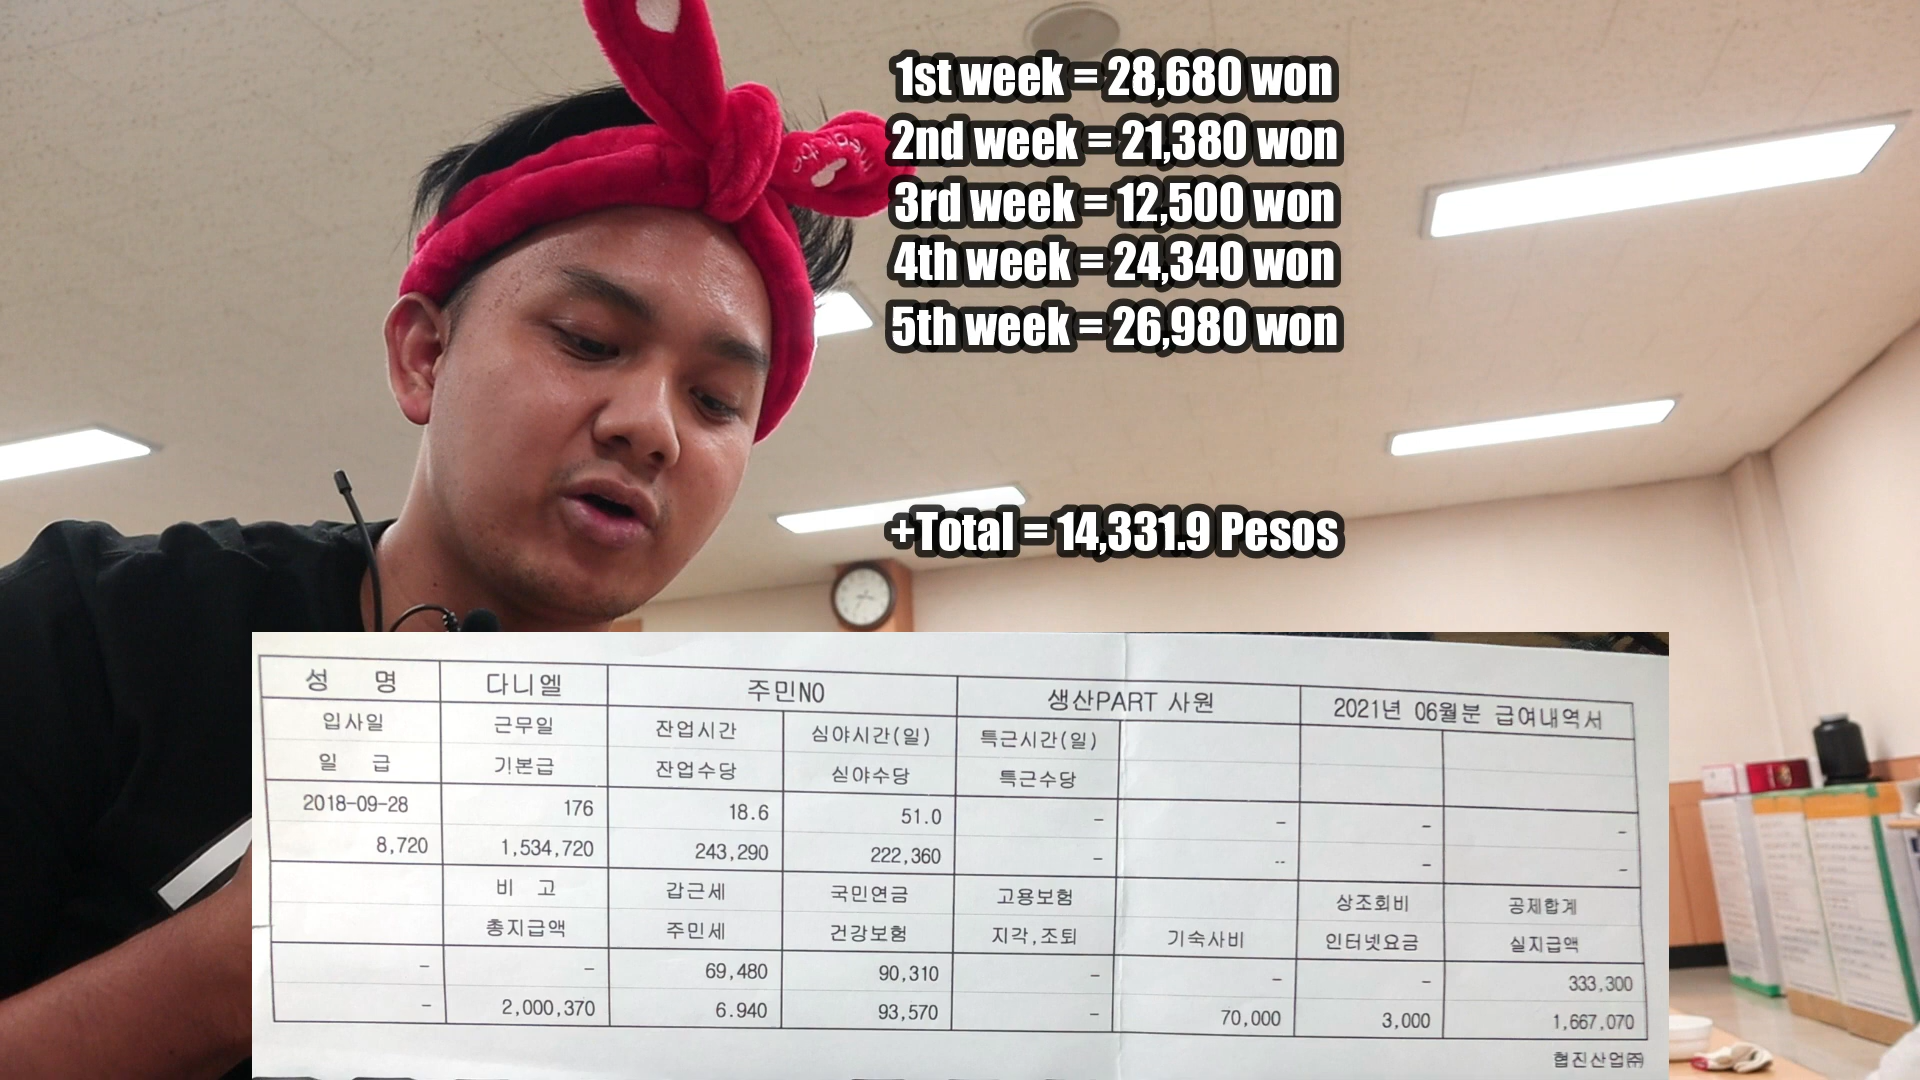 1st week = 28,680 won
2nd week = 21,380 won
3rd week = 12,500 won
4th week = 24,340 won
5th week = 26,980 won
+Total = 14,331.9 Pesos
성 명 다니엘 주민NO 생산PART 사원 2021년 06월분 급여내역서
입사일 근무일 잔업시간 심야시간(일) 특근시간(일)
일 급 기본급 잔업수당 심야수당 특근수당
2018-09-28 176 18.6 51.0 - - - -
8,720 1,534,720 243,290 222,360 - -- - -
비 고 갑근세 국민연금 고용보험 상조회비 공제합계
총지급액 주민세 건강보험 지각,조퇴 기숙사비 인터넷요금 실지급액
- - 69,480 90,310 - - - 333,300
- 2,000,370 6.940 93,570 - 70,000 3,000 1,667,070
협진산업㈜